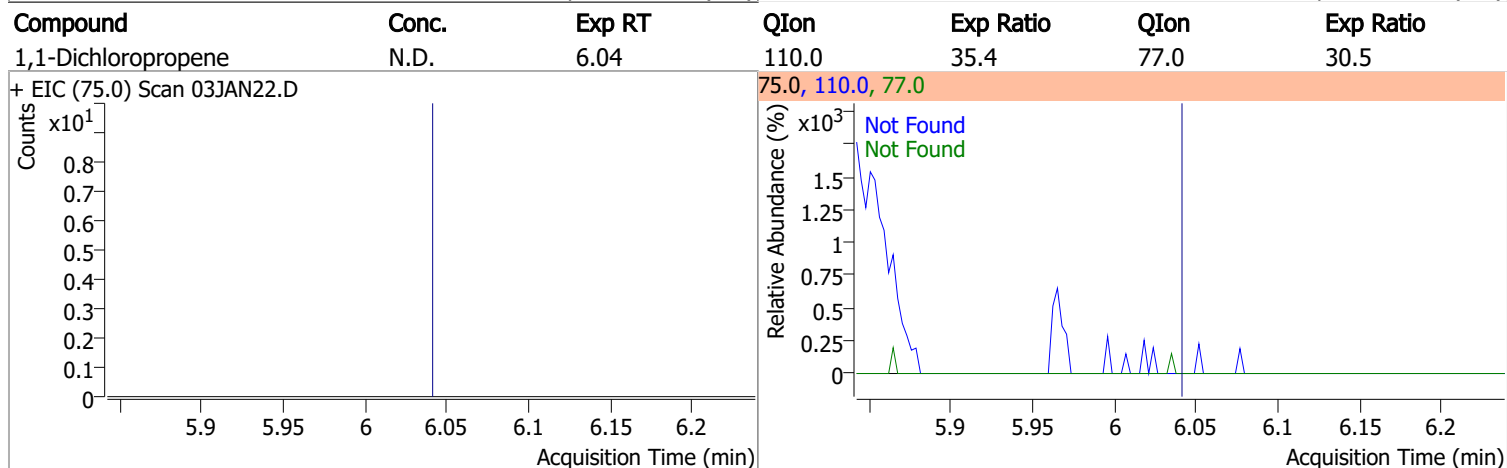 Compound Conc. Exp RT QIon Exp Ratio QIon Exp Ratio
1,1-Dichloropropene N.D. 6.04 110.0 35.4 77.0 30.5
+ EIC (75.0) Scan 03JAN22.D
Counts
x10¹
0.8
0.7
0.6
0.5
0.4
0.3
0.2
0.1
0
5.9 5.95 6 6.05 6.1 6.15 6.2
Acquisition Time (min)
75.0, 110.0, 77.0
Relative Abundance (%)
x10³
Not Found
Not Found
1.5
1.25
1
0.75
0.5
0.25
0
5.9 5.95 6 6.05 6.1 6.15 6.2
Acquisition Time (min)